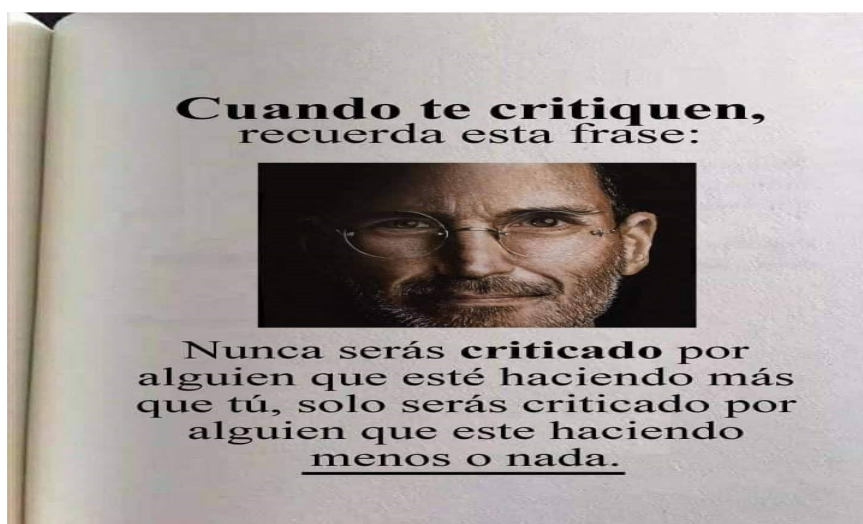 Cuando te critiquen,
recuerda esta frase:
Nunca serás criticado por
alguien que esté haciendo más
que tú, solo serás criticado por
alguien que este haciendo
menos o nada.